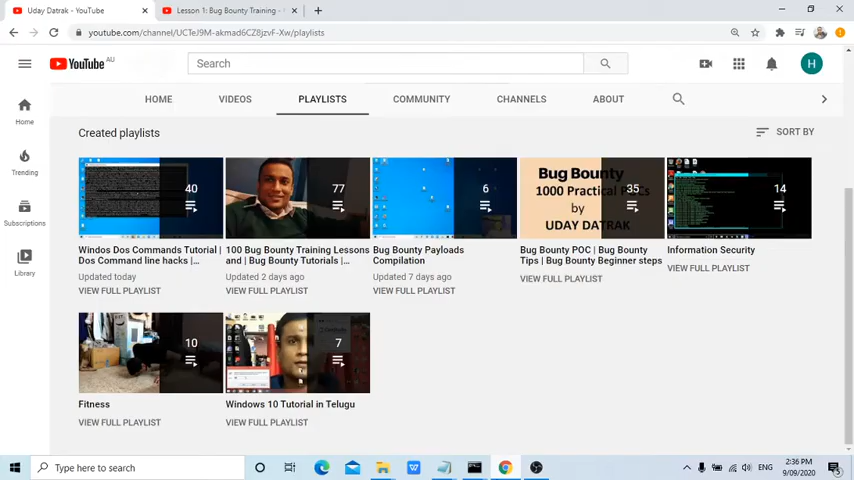 Uday Datrak - YouTube
Lesson 1: Bug Bounty Training -
youtube.com/channel/UCTeJ9M-akmad6CZ8jzvF-Xw/playlists
YouTube AU
Search
H
HOME
VIDEOS
PLAYLISTS
COMMUNITY
CHANNELS
ABOUT
Home
Trending
Subscriptions
Library
Created playlists
SORT BY
40
77
6
35
14
Bug Bounty
1000 Practical POCs
by
UDAY DATRAK
Windos Dos Commands Tutorial |
Dos Command line hacks |...
Updated today
VIEW FULL PLAYLIST
100 Bug Bounty Training Lessons
and | Bug Bounty Tutorials |...
Updated 2 days ago
VIEW FULL PLAYLIST
Bug Bounty Payloads
Compilation
Updated 7 days ago
VIEW FULL PLAYLIST
Bug Bounty POC | Bug Bounty
Tips | Bug Bounty Beginner steps
VIEW FULL PLAYLIST
Information Security
VIEW FULL PLAYLIST
10
7
Fitness
VIEW FULL PLAYLIST
Windows 10 Tutorial in Telugu
VIEW FULL PLAYLIST
Type here to search
ENG
2:36 PM
9/09/2020